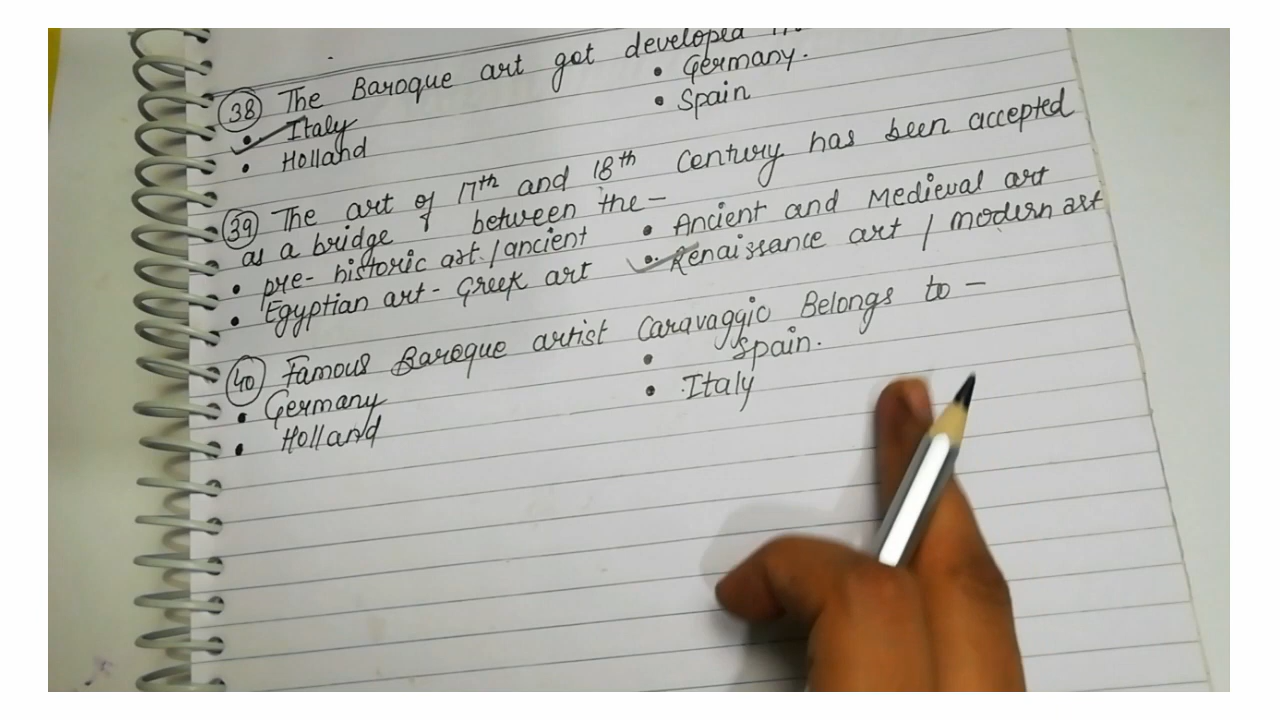 38 The Baroque art got developed
• Italy • Germany.
• Holland • Spain
39 The art of 17th and 18th Century has been accepted
as a bridge between the -
• pre-historic art./ancient • Ancient and Medieval art
• Egyptian art - Greek art • Renaissance art / modern art
40 Famous Baroque artist Caravaggio Belongs to -
• Germany • Spain.
• Holland • Italy